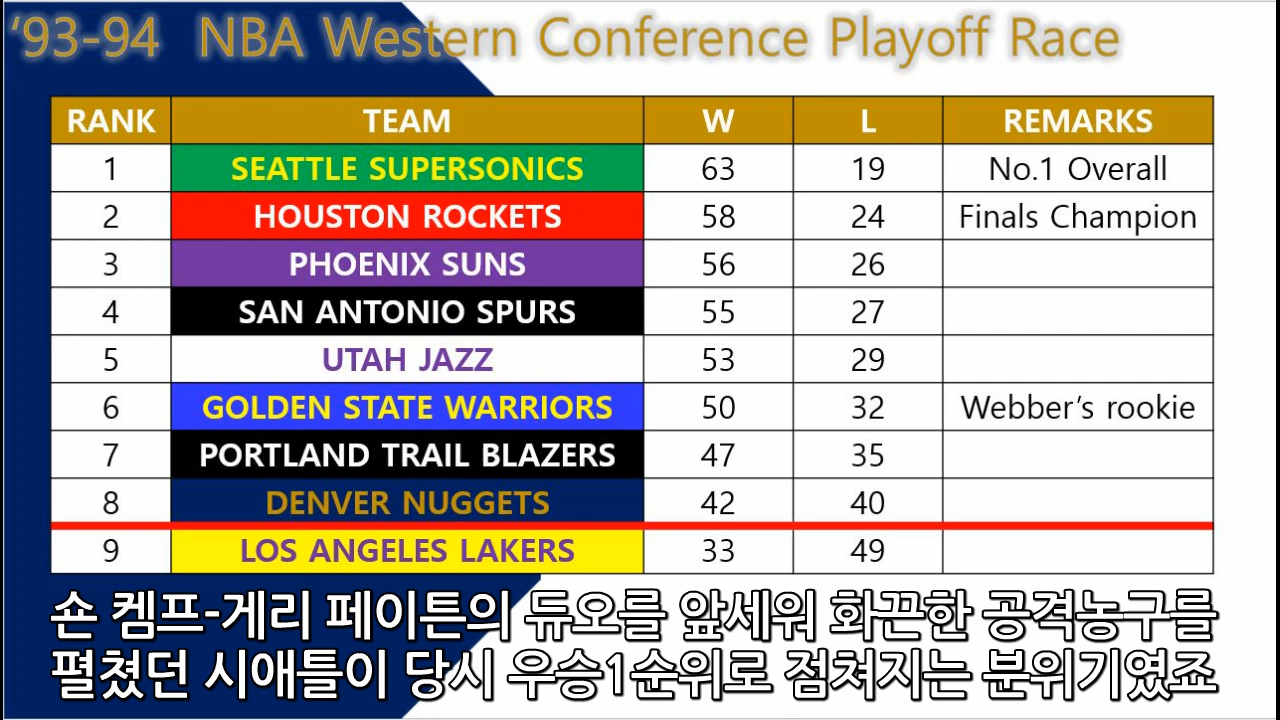 '93-94 NBA Western Conference Playoff Race
RANK TEAM W L REMARKS
1 SEATTLE SUPERSONICS 63 19 No.1 Overall
2 HOUSTON ROCKETS 58 24 Finals Champion
3 PHOENIX SUNS 56 26
4 SAN ANTONIO SPURS 55 27
5 UTAH JAZZ 53 29
6 GOLDEN STATE WARRIORS 50 32 Webber's rookie
7 PORTLAND TRAIL BLAZERS 47 35
8 DENVER NUGGETS 42 40
9 LOS ANGELES LAKERS 33 49
숀 켐프-게리 페이튼의 듀오를 앞세워 화끈한 공격농구를
펼쳤던 시애틀이 당시 우승1순위로 점쳐지는 분위기였죠